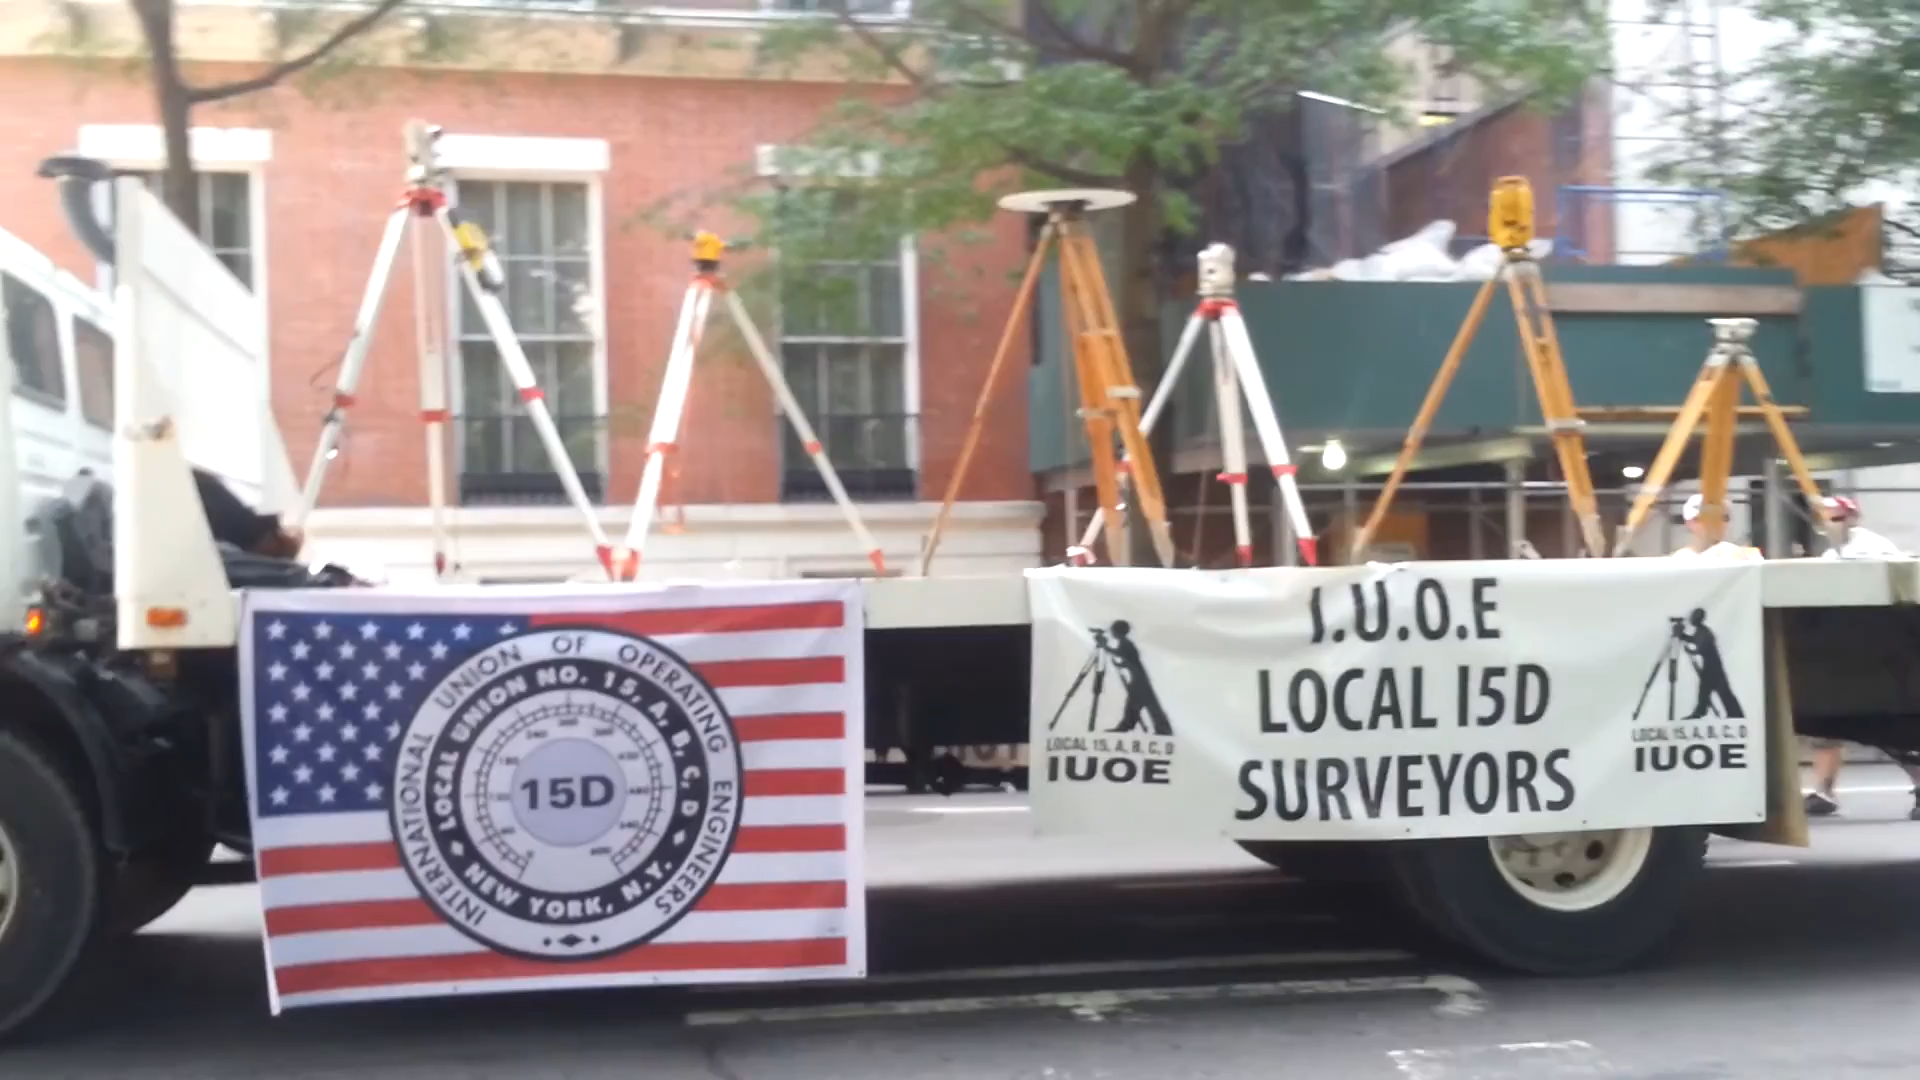 INTERNATIONAL UNION OF OPERATING ENGINEERS
LOCAL UNION NO. 15, A, B, C, D
NEW YORK, N.Y.
15D
I.U.O.E
LOCAL 15D
SURVEYORS
LOCAL 15, A, B, C, D
IUOE
LOCAL 15, A, B, C, D
IUOE